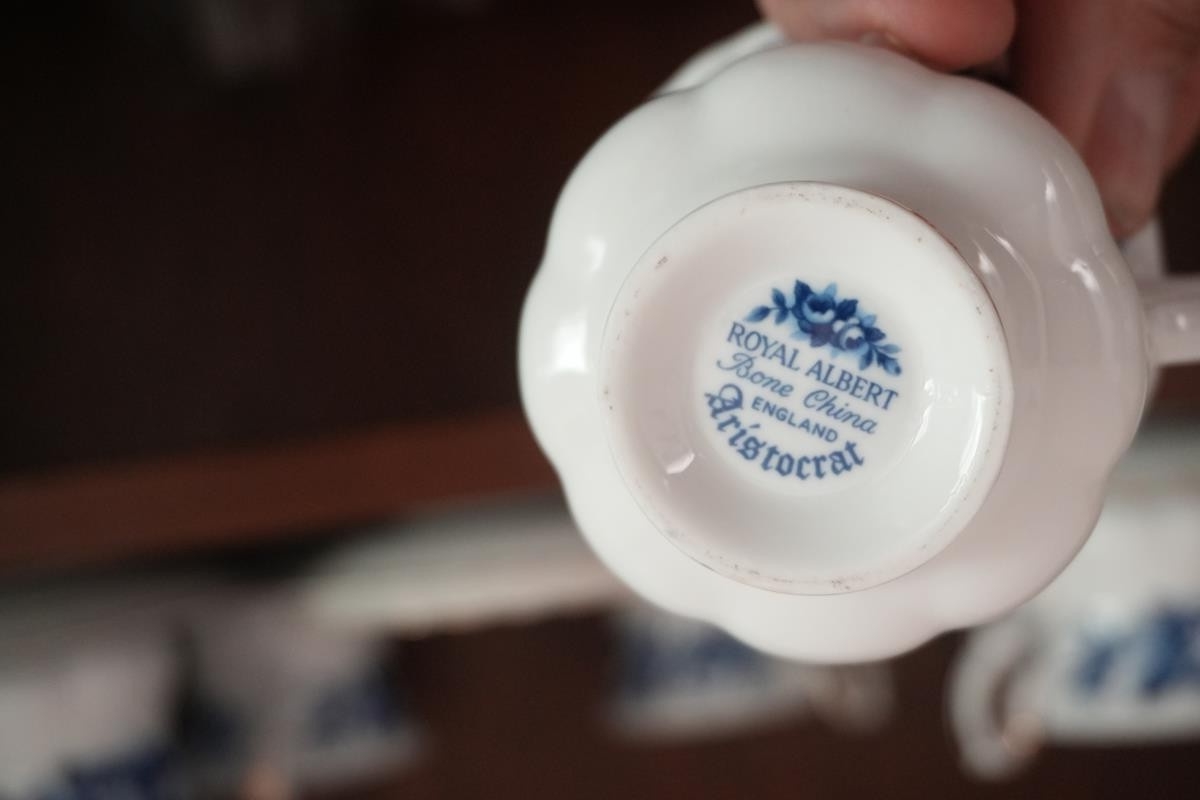 ROYAL ALBERT
Bone China
ENGLAND
Aristocrat